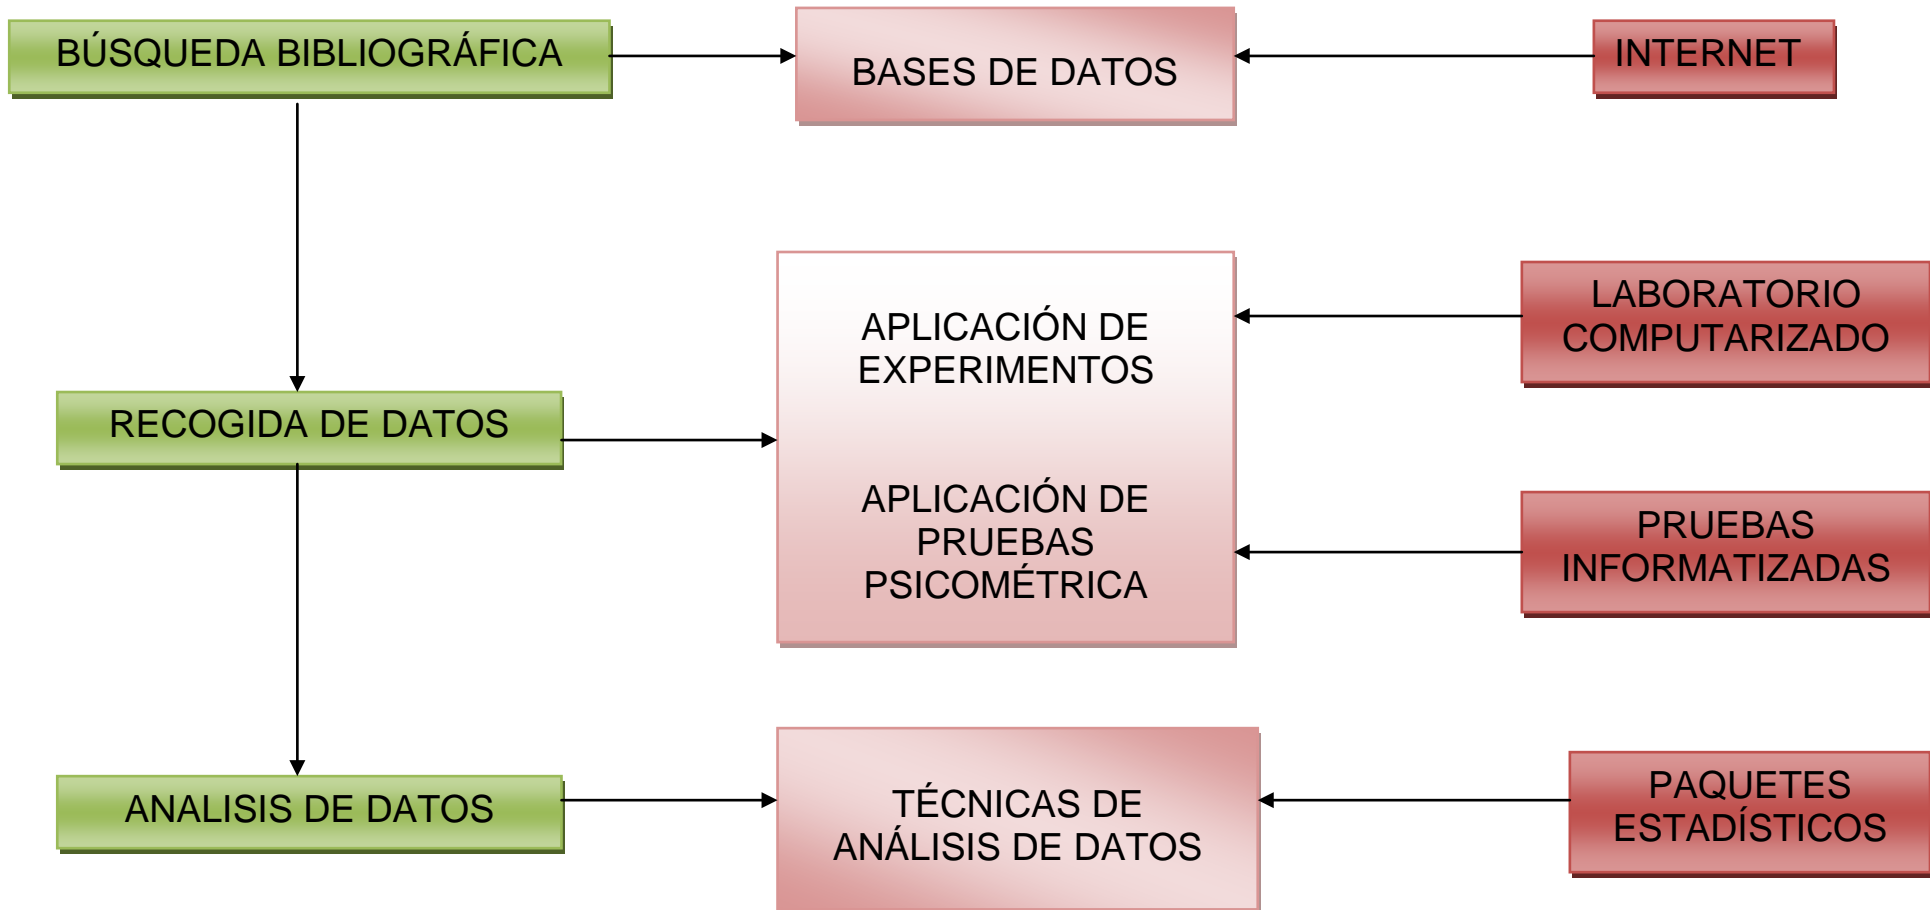 BÚSQUEDA BIBLIOGRÁFICA
BASES DE DATOS
INTERNET
RECOGIDA DE DATOS
APLICACIÓN DE
EXPERIMENTOS
APLICACIÓN DE
PRUEBAS
PSICOMÉTRICA
LABORATORIO
COMPUTARIZADO
PRUEBAS
INFORMATIZADAS
ANALISIS DE DATOS
TÉCNICAS DE
ANÁLISIS DE DATOS
PAQUETES
ESTADÍSTICOS